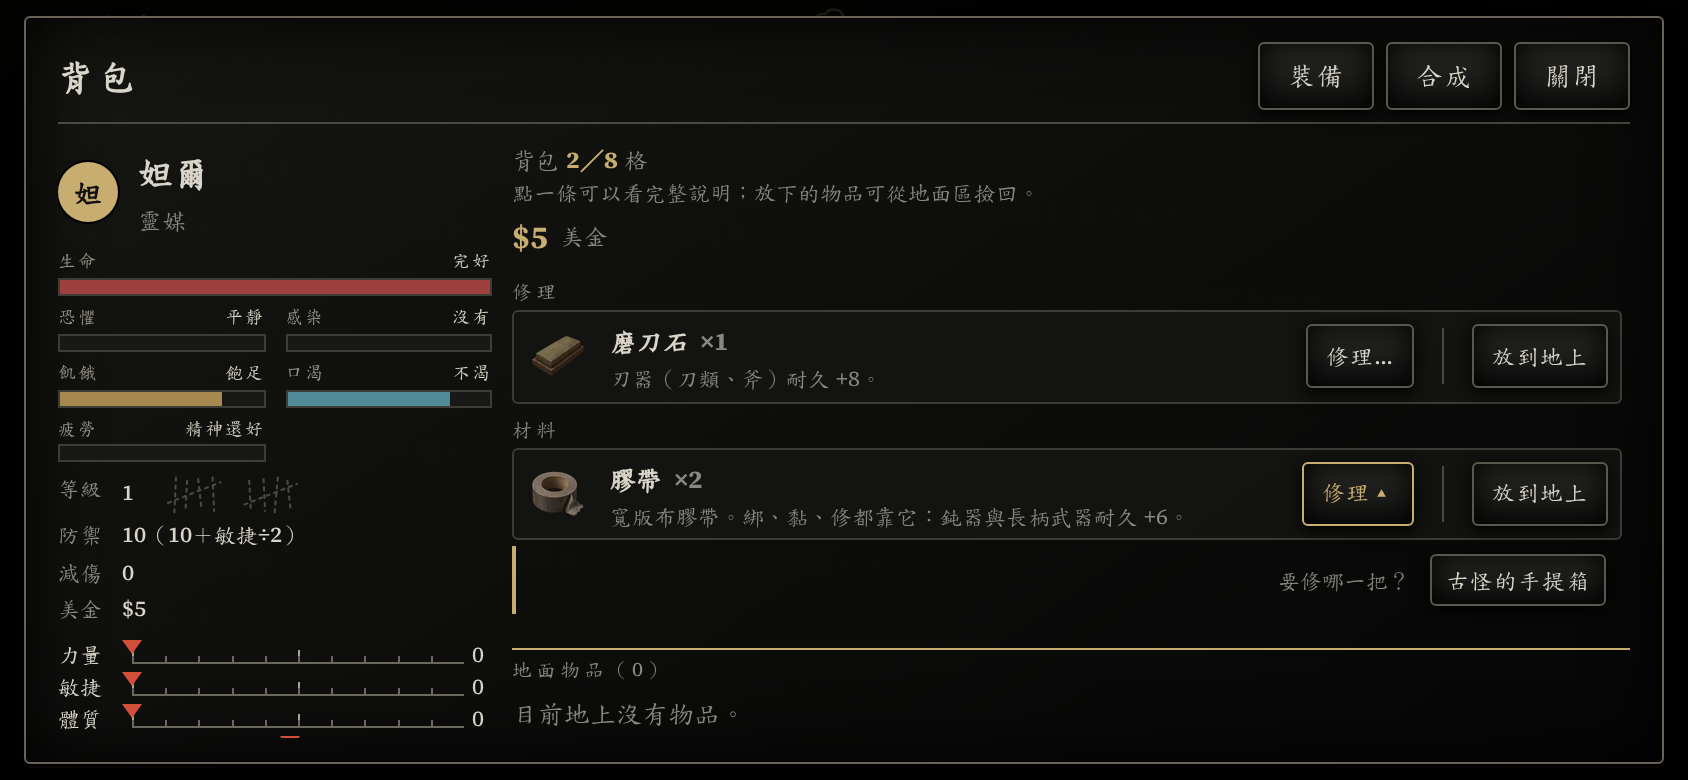 背包
裝備
合成
關閉
妲
妲爾
靈媒
生命 完好
恐懼 平靜
感染 沒有
飢餓 飽足
口渴 不渴
疲勞 精神還好
等級 1
防禦 10（10＋敏捷÷2）
減傷 0
美金 $5
力量 0
敏捷 0
體質 0
背包 2／8 格
點一條可以看完整說明；放下的物品可從地面區撿回。
$5 美金
修理
磨刀石 ×1
刃器（刀類、斧）耐久 +8。
修理…
放到地上
材料
膠帶 ×2
寬版布膠帶。綁、黏、修都靠它：鈍器與長柄武器耐久 +6。
修理 ▲
放到地上
要修哪一把？
古怪的手提箱
地面物品（0）
目前地上沒有物品。